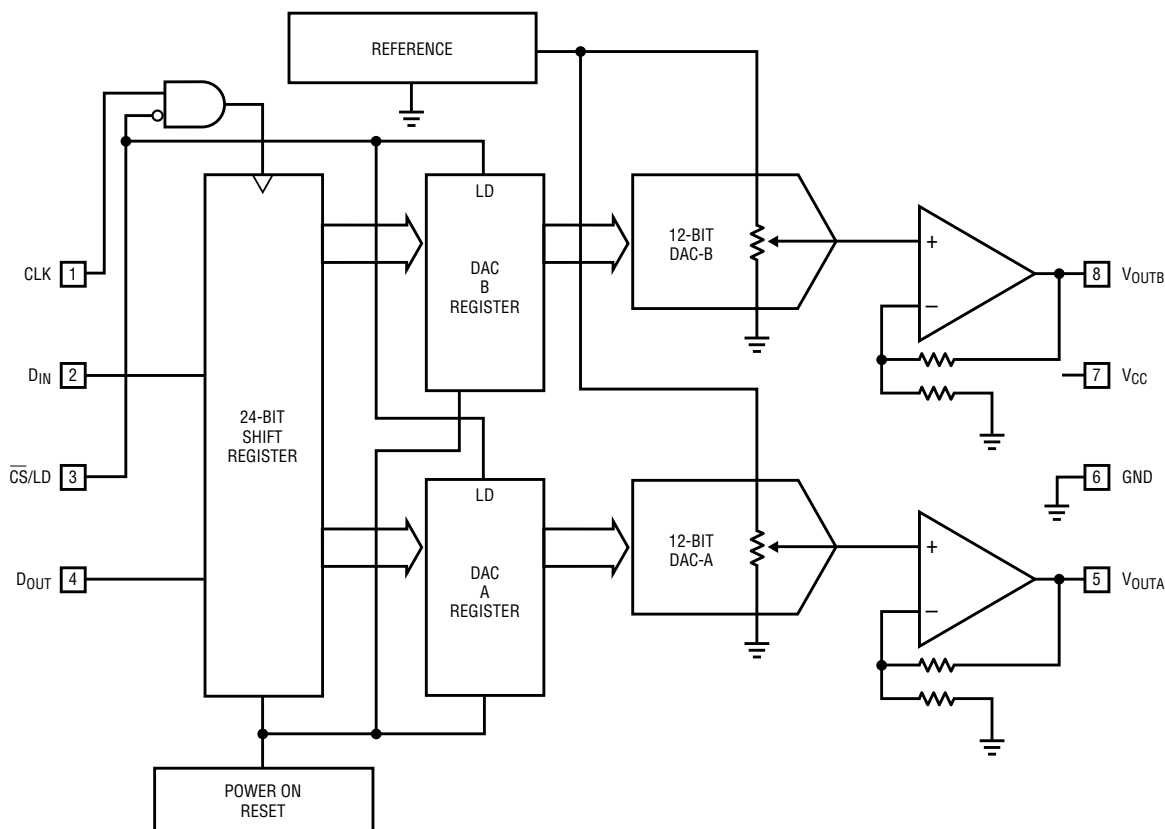 REFERENCE
LD
DAC
B
REGISTER
12-BIT
DAC-B
+
−
CLK 1
8 VOUTB
DIN 2
7 VCC
24-BIT
SHIFT
REGISTER
C̅S̅/LD 3
6 GND
LD
DAC
A
REGISTER
12-BIT
DAC-A
+
−
DOUT 4
5 VOUTA
POWER ON
RESET